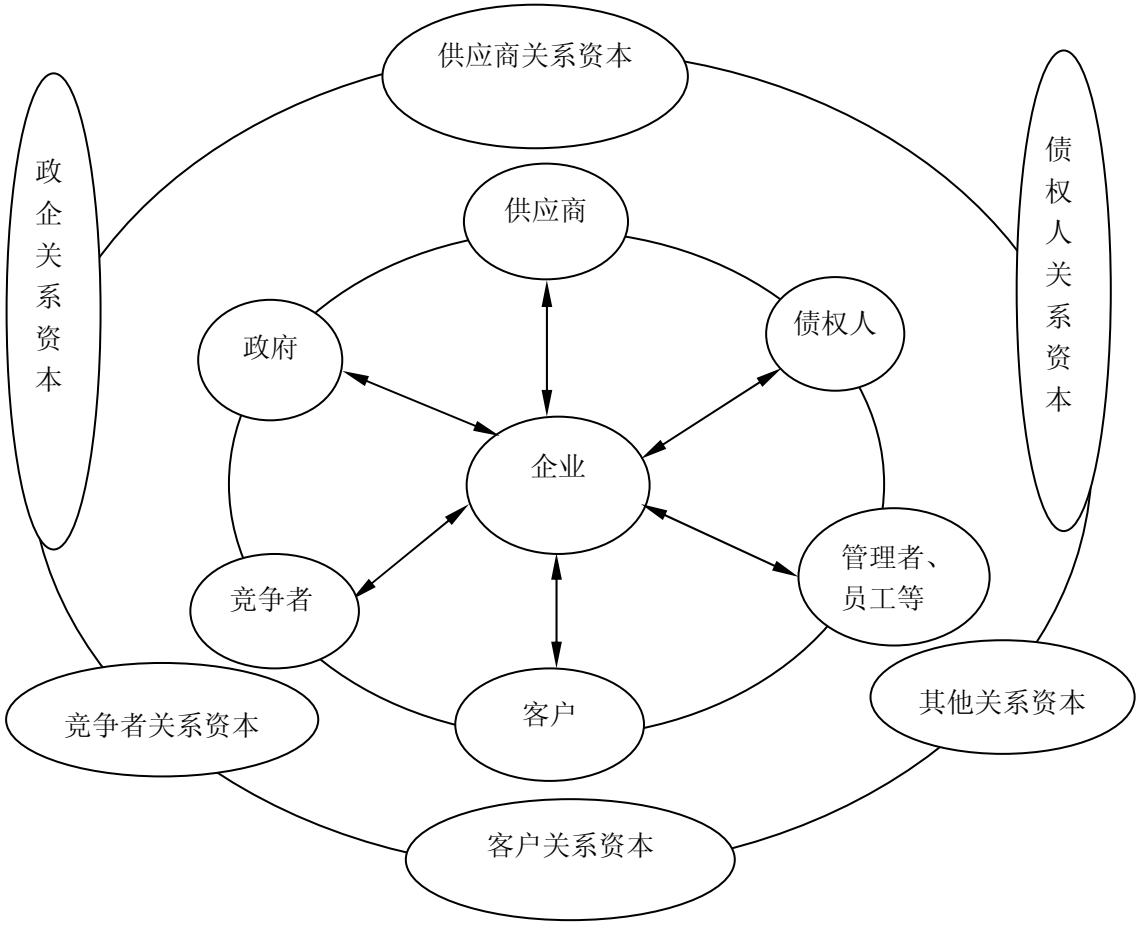 供应商关系资本
政企关系资本
债权人关系资本
供应商
政府
债权人
企业
竞争者
管理者、
员工等
客户
竞争者关系资本
其他关系资本
客户关系资本